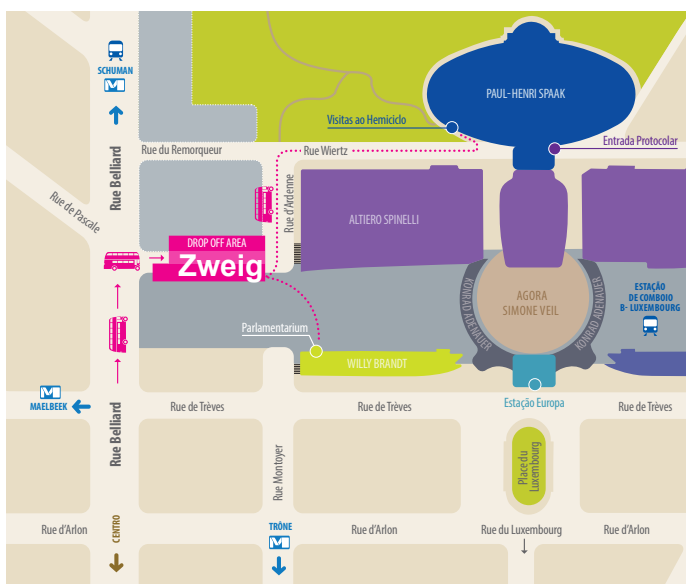 SCHUMAN
M
PAUL-HENRI SPAAK
Visitas ao Hemiciclo
Entrada Protocolar
Rue du Remorqueur
Rue Wiertz
Rue Belliard
Rue de Pascale
Rue d'Ardenne
ALTIERO SPINELLI
DROP OFF AREA
Zweig
KONRAD ADENAUER
AGORA
SIMONE VEIL
KONRAD ADENAUER
ESTAÇÃO
DE COMBOIO
B- LUXEMBOURG
Parlamentarium
WILLY BRANDT
M
MAELBEEK
Rue de Trèves
Rue de Trèves
Estação Europa
Rue de Trèves
Rue Belliard
Rue Montoyer
Place du
Luxembourg
Rue d'Arlon
CENTRO
TRÔNE
M
Rue d'Arlon
Rue du Luxembourg
Rue d'Arlon